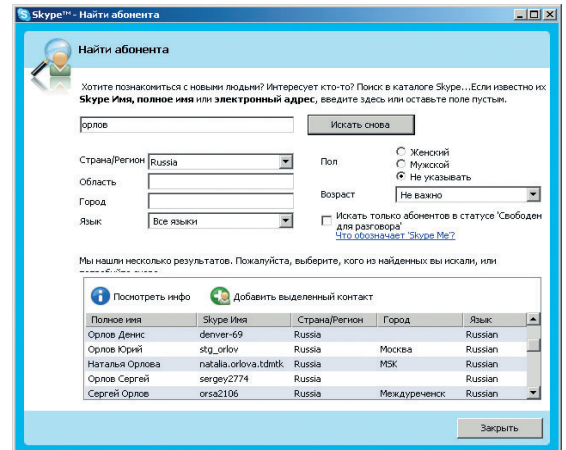 Skype™ - Найти абонента
Найти абонента
Хотите познакомиться с новыми людьми? Интересует кто-то? Поиск в каталоге Skype...Если известно их
Skype Имя, полное имя или электронный адрес, введите здесь или оставьте поле пустым.
орлов Искать снова
Страна/Регион Russia Пол Женский
Мужской
Область Не указывать
Город Возраст Не важно
Язык Все языки Искать только абонентов в статусе 'Свободен
для разговора'
Что обозначает 'Skype Me'?
Мы нашли несколько результатов. Пожалуйста, выберите, кого из найденных вы искали, или
Посмотреть инфо Добавить выделенный контакт
Полное имя Skype Имя Страна/Регион Город Язык
Орлов Денис denver-69 Russia Russian
Орлов Юрий stg_orlov Russia Москва Russian
Наталья Орлова natalia.orlova.tdmtk Russia MSK Russian
Орлов Сергей sergey2774 Russia Russian
Сергей Орлов orsa2106 Russia Междуреченск Russian
Закрыть